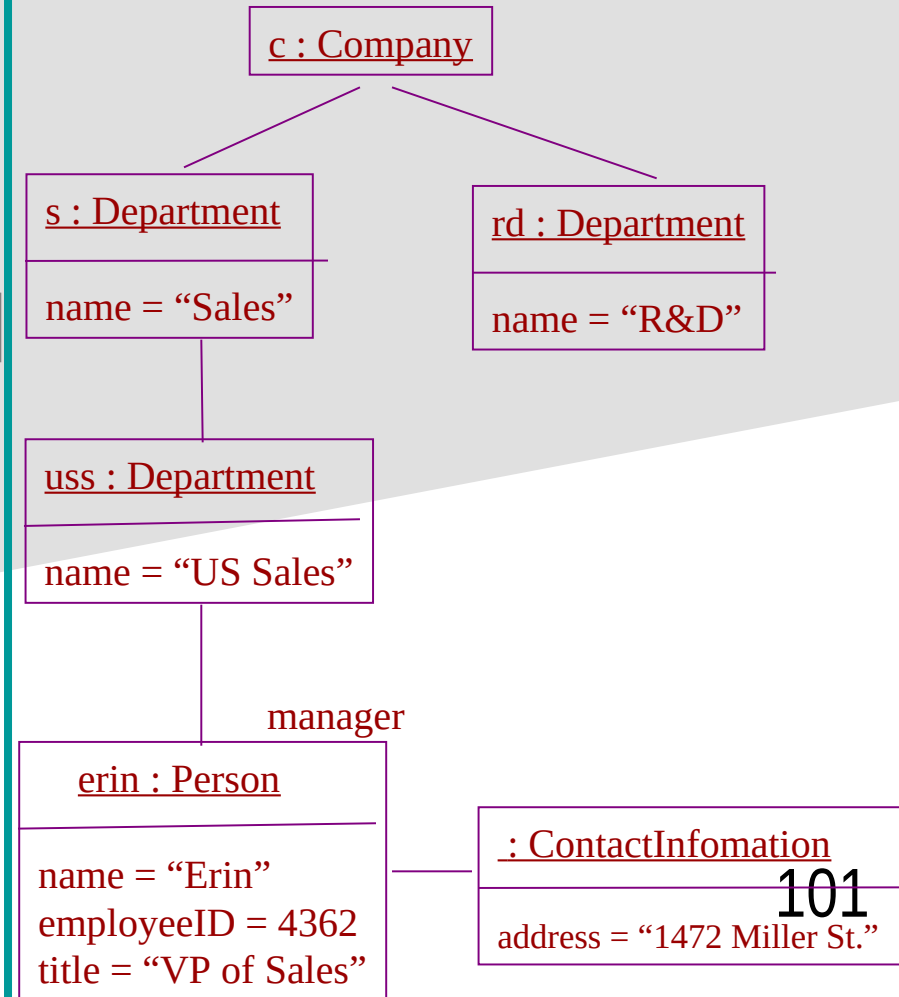 c : Company
s : Department
name = “Sales”
rd : Department
name = “R&D”
uss : Department
name = “US Sales”
manager
erin : Person
name = “Erin”
employeeID = 4362
title = “VP of Sales”
: ContactInfomation
address = “1472 Miller St.”
101